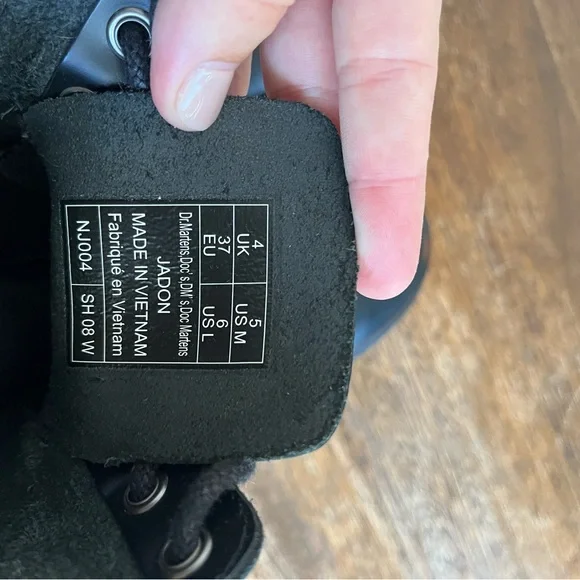 4 UK 5 US M
37 EU 6 US L
Dr.Martens,Doc's,DM's,Doc Martens
JADON
MADE IN VIETNAM
Fabriqué en Vietnam
NJ004 SH 08 W